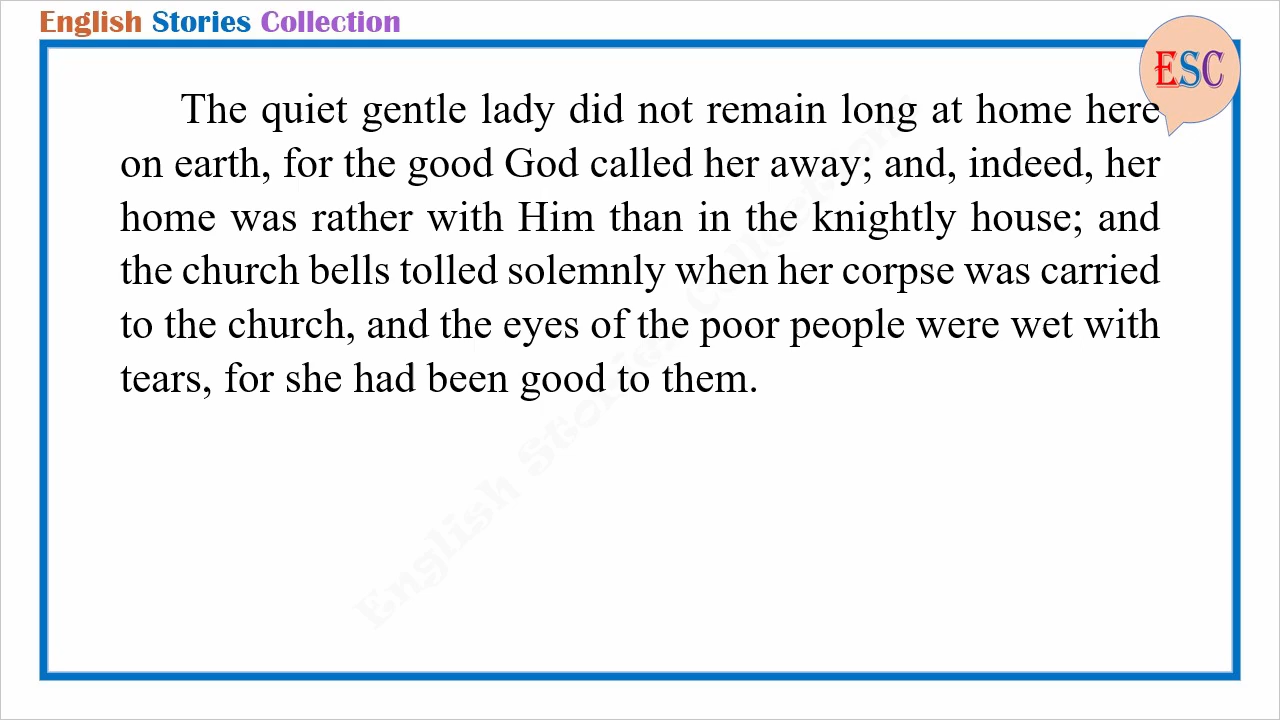 English Stories Collection
ESC
The quiet gentle lady did not remain long at home here
on earth, for the good God called her away; and, indeed, her
home was rather with Him than in the knightly house; and
the church bells tolled solemnly when her corpse was carried
to the church, and the eyes of the poor people were wet with
tears, for she had been good to them.
English Stories Collections